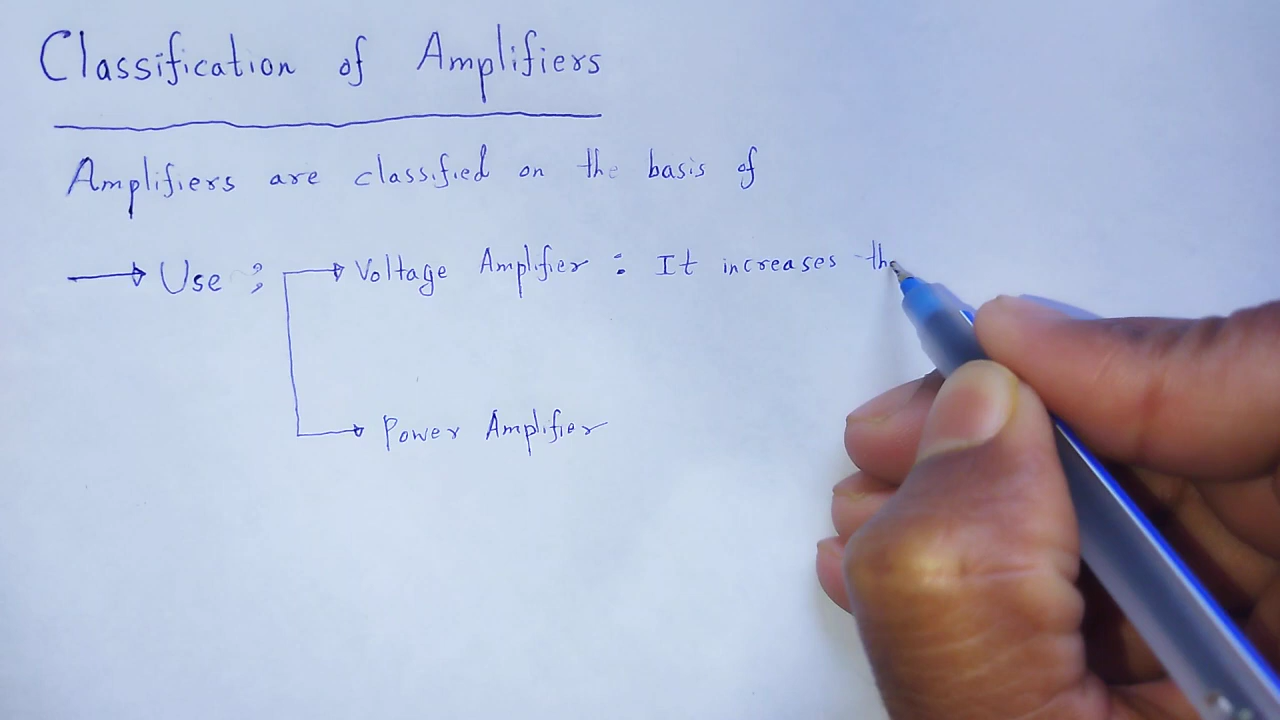 Classification of Amplifiers
Amplifiers are classified on the basis of
→ Use : → Voltage Amplifier : It increases the
→ Power Amplifier